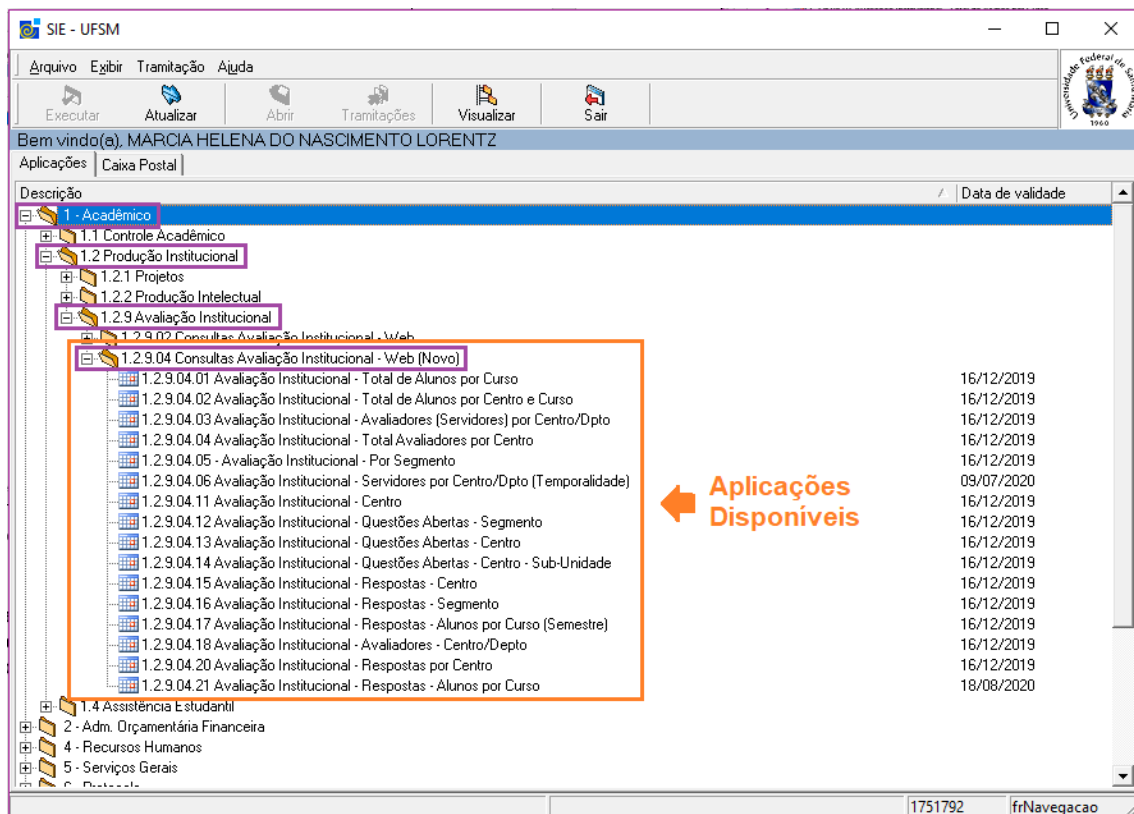 SIE - UFSM
Arquivo Exibir Tramitação Ajuda
Executar Atualizar Abrir Tramitações Visualizar Sair
Universidade Federal de Santa Maria
1960
Bem vindo(a), MARCIA HELENA DO NASCIMENTO LORENTZ
Aplicações Caixa Postal
Descrição Data de validade
1 - Acadêmico
1.1 Controle Acadêmico
1.2 Produção Institucional
1.2.1 Projetos
1.2.2 Produção Intelectual
1.2.9 Avaliação Institucional
1.2.9.02 Consultas Avaliação Institucional - Web
1.2.9.04 Consultas Avaliação Institucional - Web (Novo)
1.2.9.04.01 Avaliação Institucional - Total de Alunos por Curso 16/12/2019
1.2.9.04.02 Avaliação Institucional - Total de Alunos por Centro e Curso 16/12/2019
1.2.9.04.03 Avaliação Institucional - Avaliadores (Servidores) por Centro/Dpto 16/12/2019
1.2.9.04.04 Avaliação Institucional - Total Avaliadores por Centro 16/12/2019
1.2.9.04.05 - Avaliação Institucional - Por Segmento 16/12/2019
1.2.9.04.06 Avaliação Institucional - Servidores por Centro/Dpto (Temporalidade) 09/07/2020
1.2.9.04.11 Avaliação Institucional - Centro 16/12/2019
1.2.9.04.12 Avaliação Institucional - Questões Abertas - Segmento 16/12/2019
1.2.9.04.13 Avaliação Institucional - Questões Abertas - Centro 16/12/2019
1.2.9.04.14 Avaliação Institucional - Questões Abertas - Centro - Sub-Unidade 16/12/2019
1.2.9.04.15 Avaliação Institucional - Respostas - Centro 16/12/2019
1.2.9.04.16 Avaliação Institucional - Respostas - Segmento 16/12/2019
1.2.9.04.17 Avaliação Institucional - Respostas - Alunos por Curso (Semestre) 16/12/2019
1.2.9.04.18 Avaliação Institucional - Avaliadores - Centro/Depto 16/12/2019
1.2.9.04.20 Avaliação Institucional - Respostas por Centro 16/12/2019
1.2.9.04.21 Avaliação Institucional - Respostas - Alunos por Curso 18/08/2020
Aplicações
Disponíveis
1.4 Assistência Estudantil
2 - Adm. Orçamentária Financeira
4 - Recursos Humanos
5 - Serviços Gerais
1751792 frNavegacao